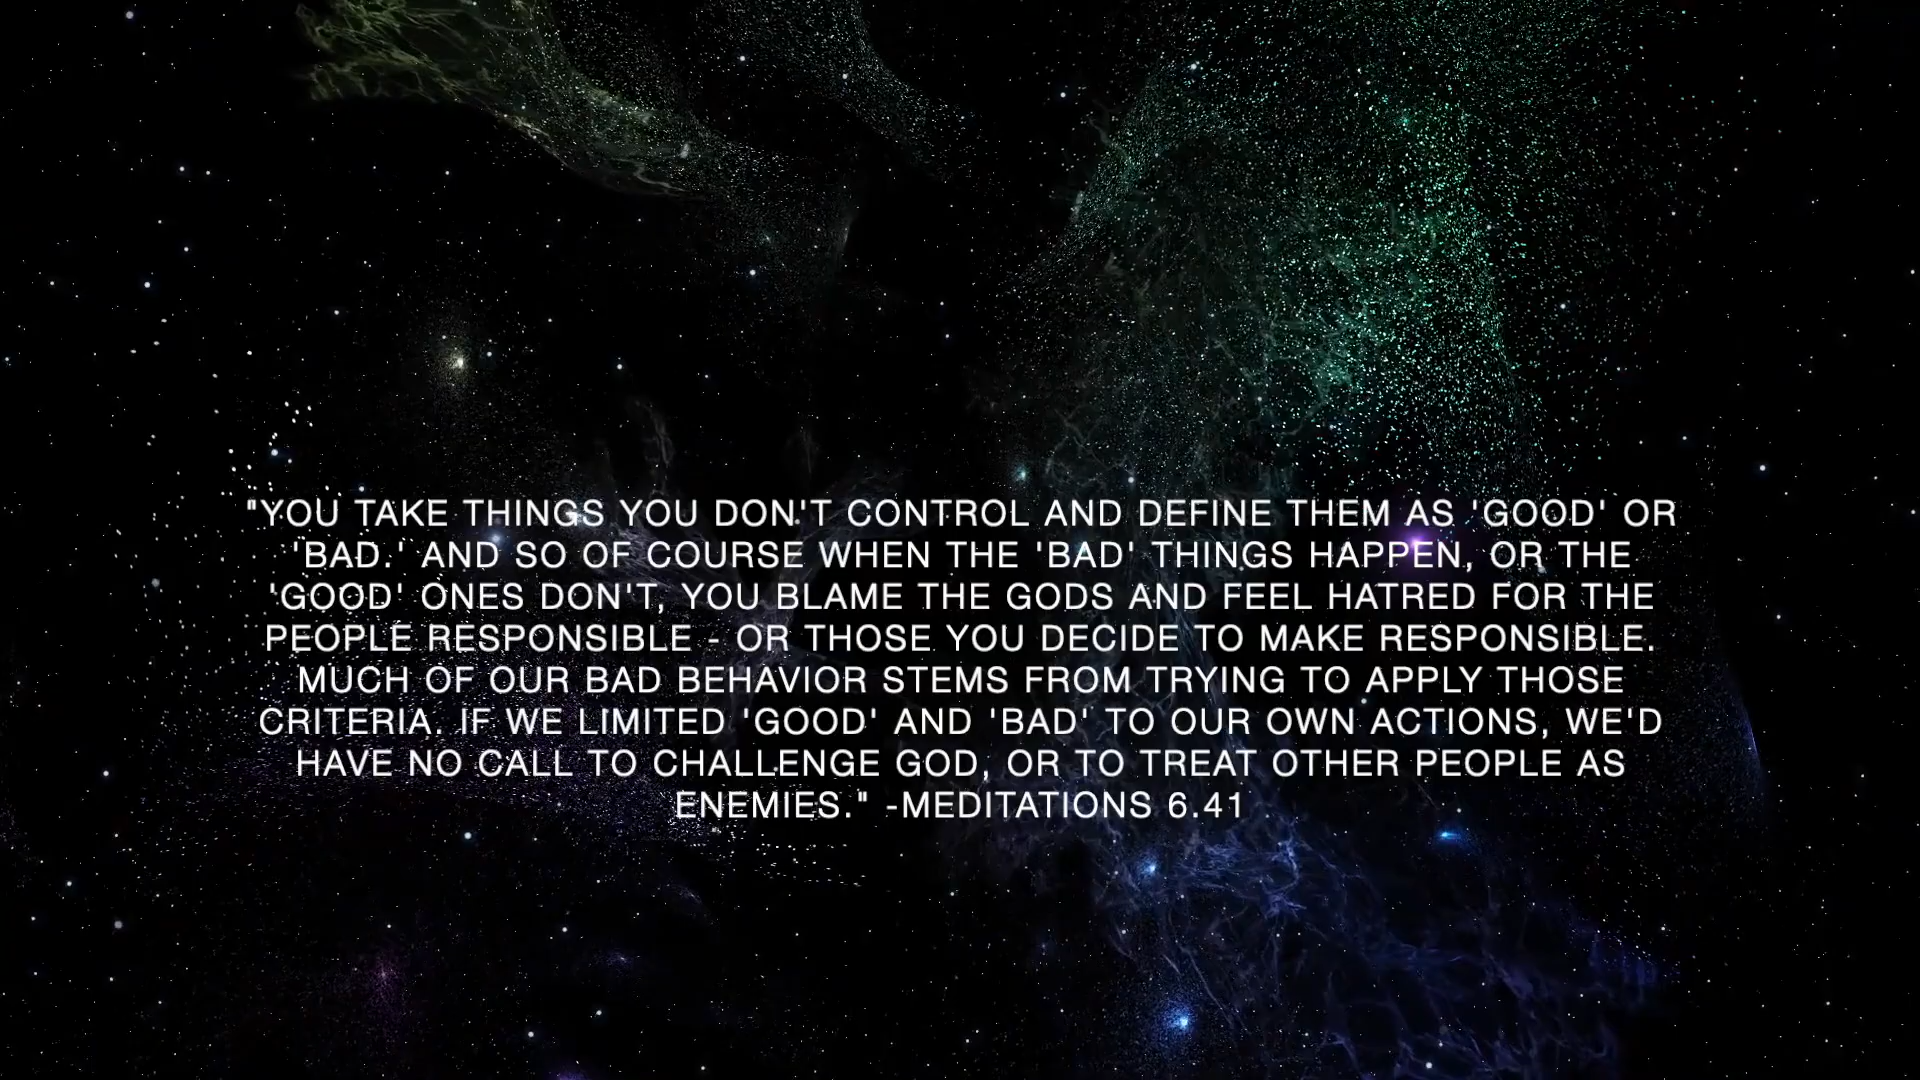 "YOU TAKE THINGS YOU DON'T CONTROL AND DEFINE THEM AS 'GOOD' OR
'BAD.' AND SO OF COURSE WHEN THE 'BAD' THINGS HAPPEN, OR THE
'GOOD' ONES DON'T, YOU BLAME THE GODS AND FEEL HATRED FOR THE
PEOPLE RESPONSIBLE - OR THOSE YOU DECIDE TO MAKE RESPONSIBLE.
MUCH OF OUR BAD BEHAVIOR STEMS FROM TRYING TO APPLY THOSE
CRITERIA. IF WE LIMITED 'GOOD' AND 'BAD' TO OUR OWN ACTIONS, WE'D
HAVE NO CALL TO CHALLENGE GOD, OR TO TREAT OTHER PEOPLE AS
ENEMIES." -MEDITATIONS 6.41